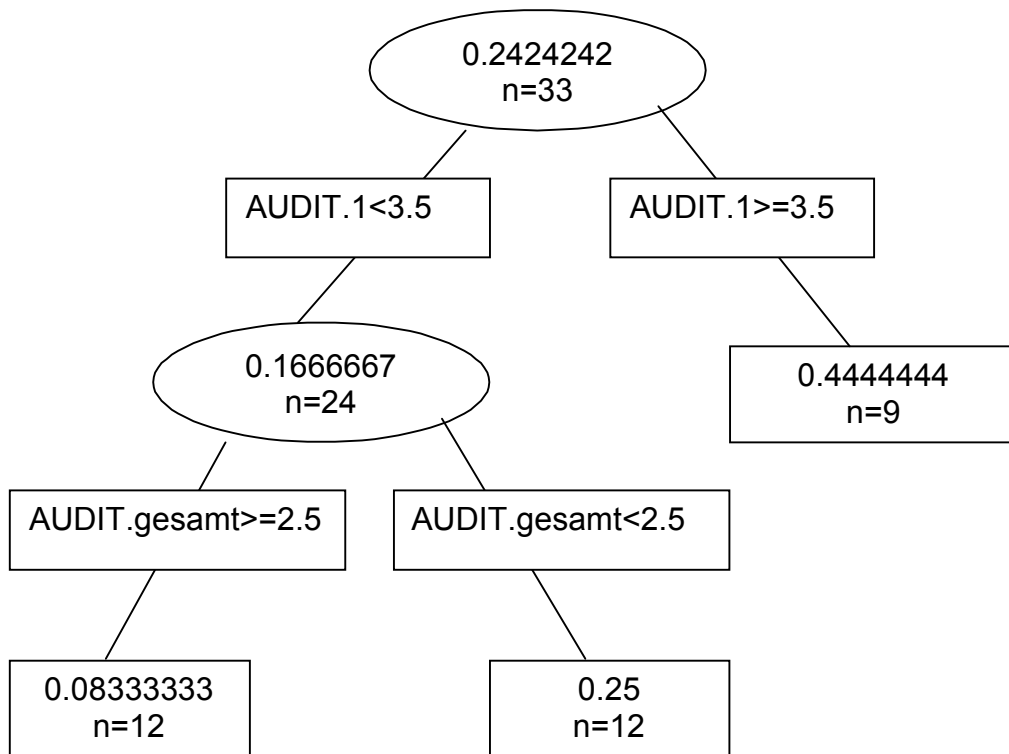 0.2424242
n=33
AUDIT.1<3.5
AUDIT.1>=3.5
0.1666667
n=24
0.4444444
n=9
AUDIT.gesamt>=2.5
AUDIT.gesamt<2.5
0.08333333
n=12
0.25
n=12